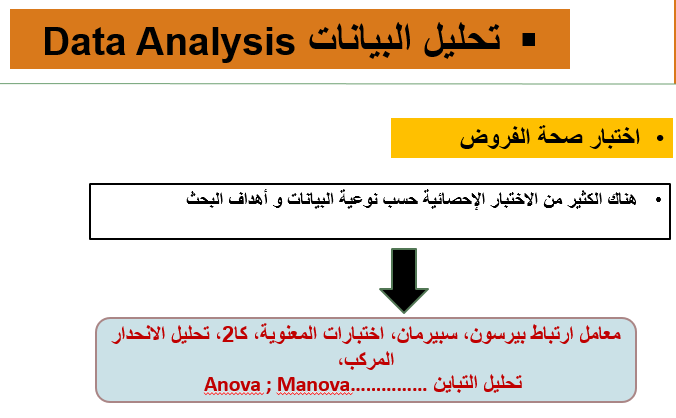 ▪ تحليل البيانات Data Analysis
• اختبار صحة الفروض
• هناك الكثير من الاختبار الإحصائية حسب نوعية البيانات و أهداف البحث
معامل ارتباط بيرسون، سبيرمان، اختبارات المعنوية، كا2، تحليل الانحدار
المركب،
تحليل التباين ...............Anova ; Manova